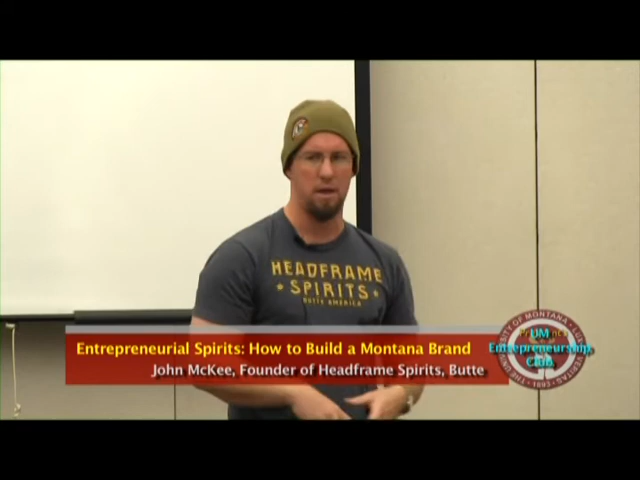 HEADFRAME
SPIRITS
BUTTE AMERICA
Entrepreneurial Spirits: How to Build a Montana Brand
John McKee, Founder of Headframe Spirits, Butte
UM
Entrepreneurship
Club
1893